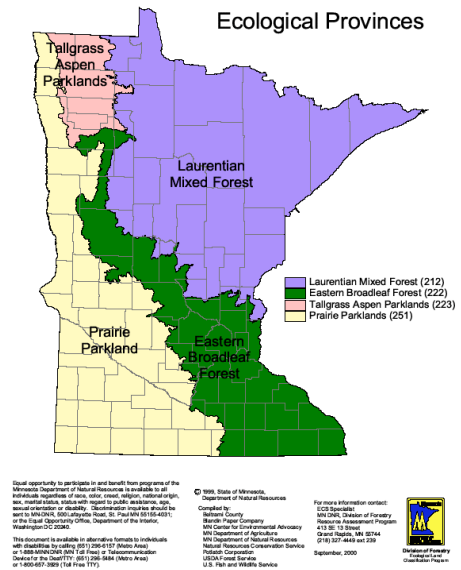 Ecological Provinces
Tallgrass
Aspen
Parklands
Laurentian
Mixed Forest
Laurentian Mixed Forest (212)
Eastern Broadleaf Forest (222)
Tallgrass Aspen Parklands (223)
Prairie Parklands (251)
Prairie
Parkland
Eastern
Broadleaf
Forest
Equal opportunity to participate in and benefit from programs of the
Minnesota Department of Natural Resources is available to all
individuals regardless of race, color, creed, religion, national origin,
sex, marital status, status with regard to public assistance, age,
sexual orientation or disability. Discrimination inquiries should be
sent to MN-DNR, 500 Lafayette Road, St. Paul MN 55155-4031;
or the Equal Opportunity Office, Department of the Interior,
Washington DC 20240.
This document is available in alternative formats to individuals
with disabilities by calling (651) 296-6157 (Metro Area)
or 1-888-MINNDNR (MN Toll Free) or Telecommunication
Device for the Deaf/TTY: (651) 296-5484 (Metro Area)
or 1-800-657-3929 (Toll Free TTY).
© 1999, State of Minnesota,
Department of Natural Resources
Compiled by:
Beltrami County
Blandin Paper Company
MN Center for Environmental Advocacy
MN Department of Agriculture
MN Department of Natural Resources
Natural Resources Conservation Service
Potlatch Corporation
USDA Forest Service
U.S. Fish and Wildlife Service
For more information contact:
ECS Specialist
MN DNR, Division of Forestry
Resource Assessment Program
413 SE 13 Street
Grand Rapids, MN 55744
(218) 327-4449 ext 239
September, 2000
Division of Forestry
Ecological Land
Classification Program